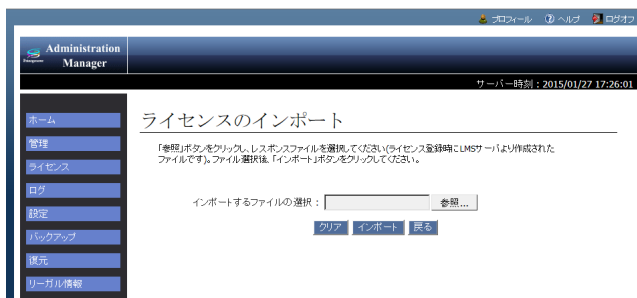 プロフィール ヘルプ ログオフ
Administration
Manager
サーバー時刻：2015/01/27 17:26:01
ホーム
管理
ライセンス
ログ
設定
バックアップ
復元
リーガル情報
ライセンスのインポート
「参照」ボタンをクリックし、レスポンスファイルを選択してください(ライセンス登録時にLMSサーバより作成された
ファイルです)。ファイル選択後、「インポート」ボタンをクリックしてください。
インポートするファイルの選択： 参照...
クリア インポート 戻る